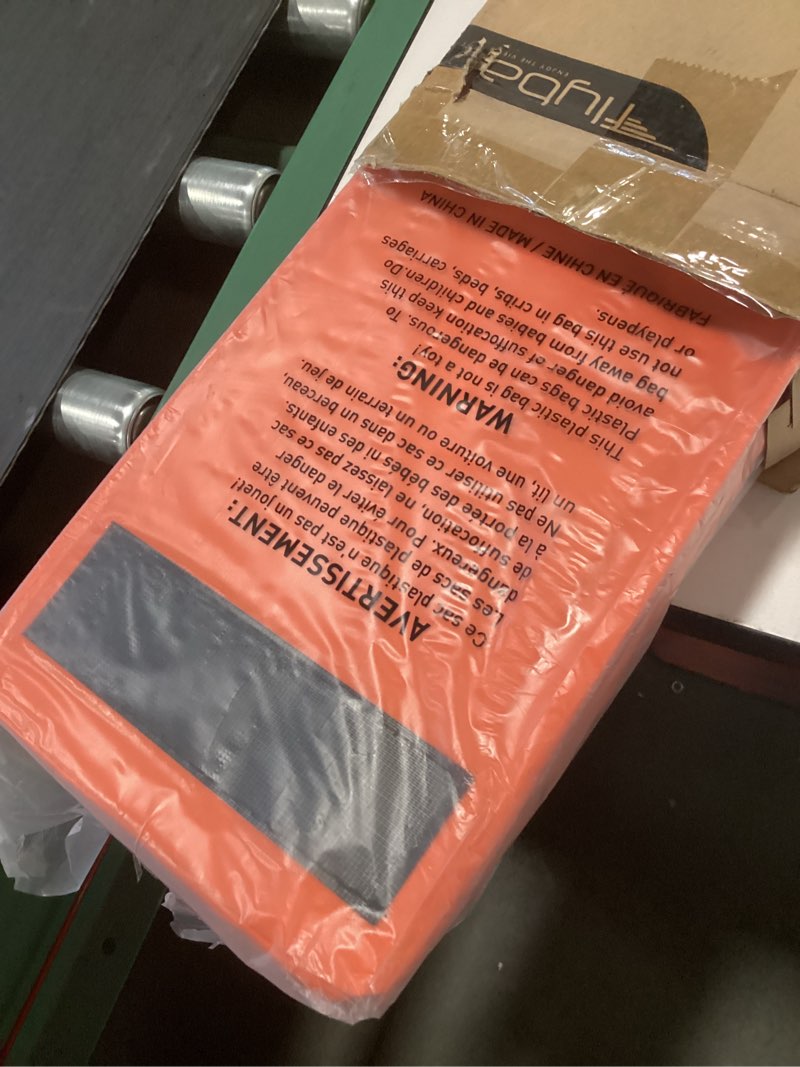 AVERTISSEMENT:
Ce sac plastique n'est pas un jouet!
Les sacs de plastique peuvent être
dangereux. Pour éviter le danger
de suffocation, ne laissez pas ce sac
à la portée des bébés ni des enfants.
Ne pas utiliser ce sac dans un berceau,
un lit, une voiture ou un terrain de jeu.
WARNING:
This plastic bag is not a toy!
Plastic bags can be dangerous. To
avoid danger of suffocation keep this
bag away from babies and children.Do
not use this bag in cribs, beds, carriages
or playpens.
FABRIQUÉ EN CHINE / MADE IN CHINA
ENJOY THE